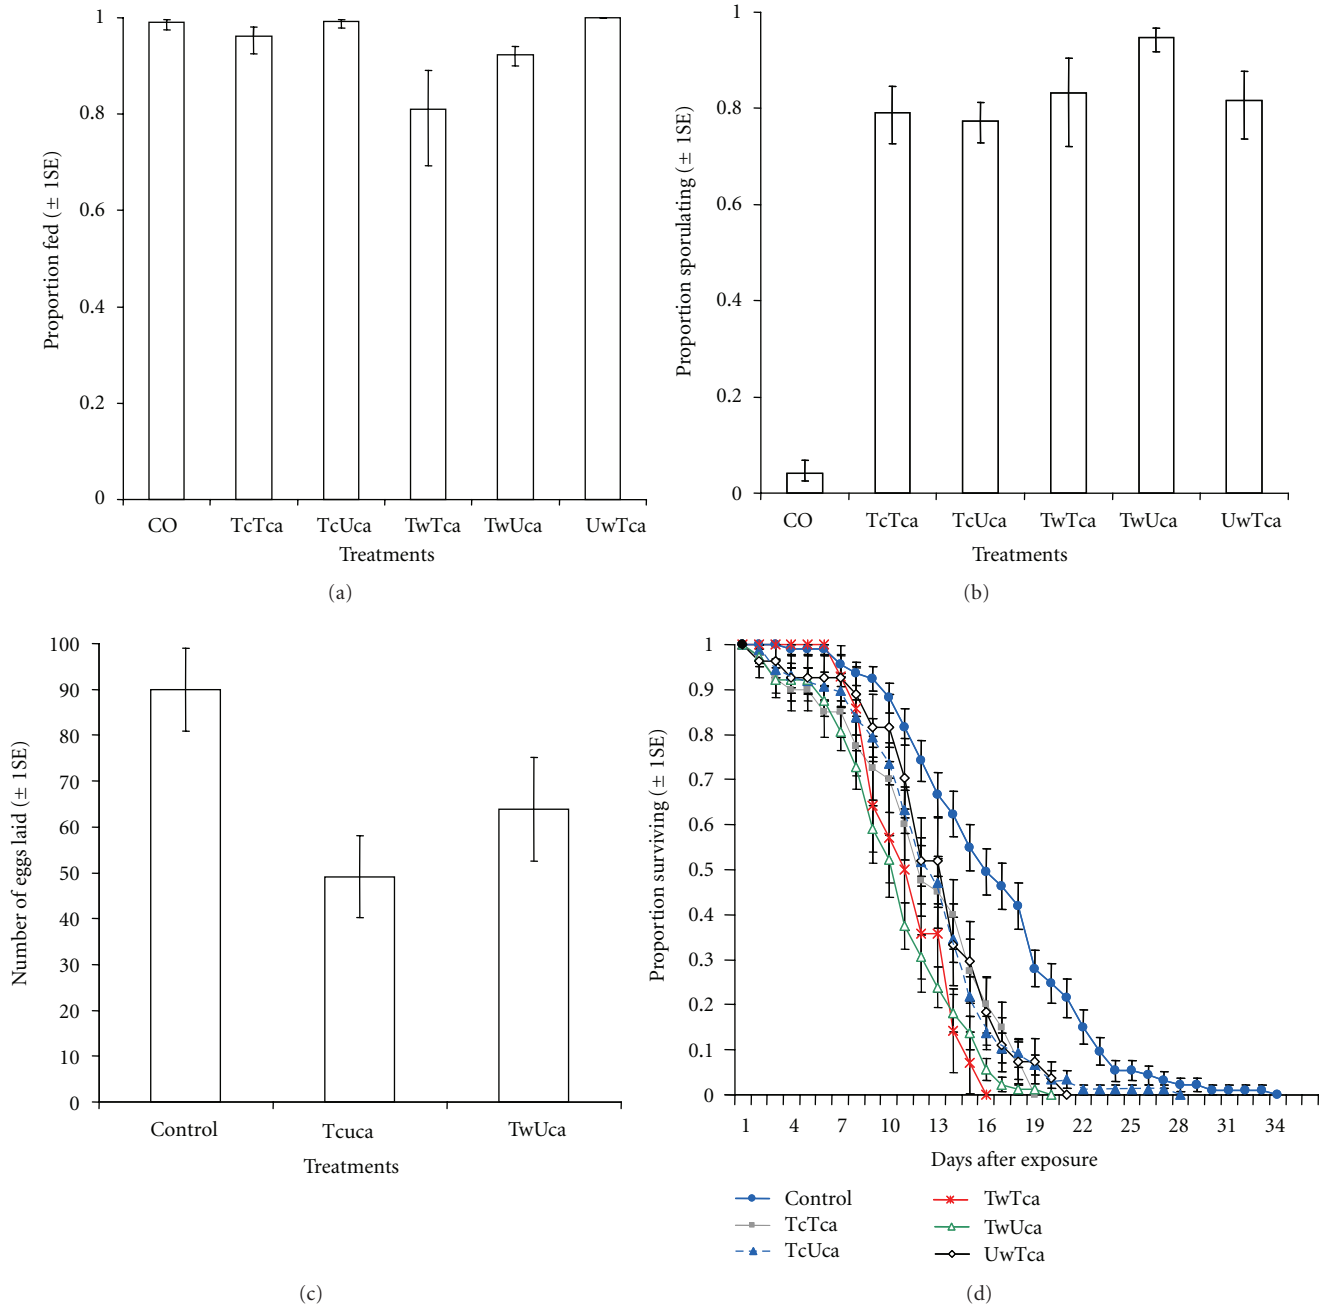 Proportion fed (± 1SE)
1
0.8
0.6
0.4
0.2
0
CO TcTca TcUca TwTca TwUca UwTca
Treatments
(a)
Proportion sporulating (± 1SE)
1
0.8
0.6
0.4
0.2
0
CO TcTca TcUca TwTca TwUca UwTca
Treatments
(b)
Number of eggs laid (± 1SE)
100
90
80
70
60
50
40
30
20
10
0
Control Tcuca TwUca
Treatments
(c)
Proportion surviving (± 1SE)
1
0.9
0.8
0.7
0.6
0.5
0.4
0.3
0.2
0.1
0
1 4 7 10 13 16 19 22 25 28 31 34
Days after exposure
Control
TcTca
TcUca
TwTca
TwUca
UwTca
(d)